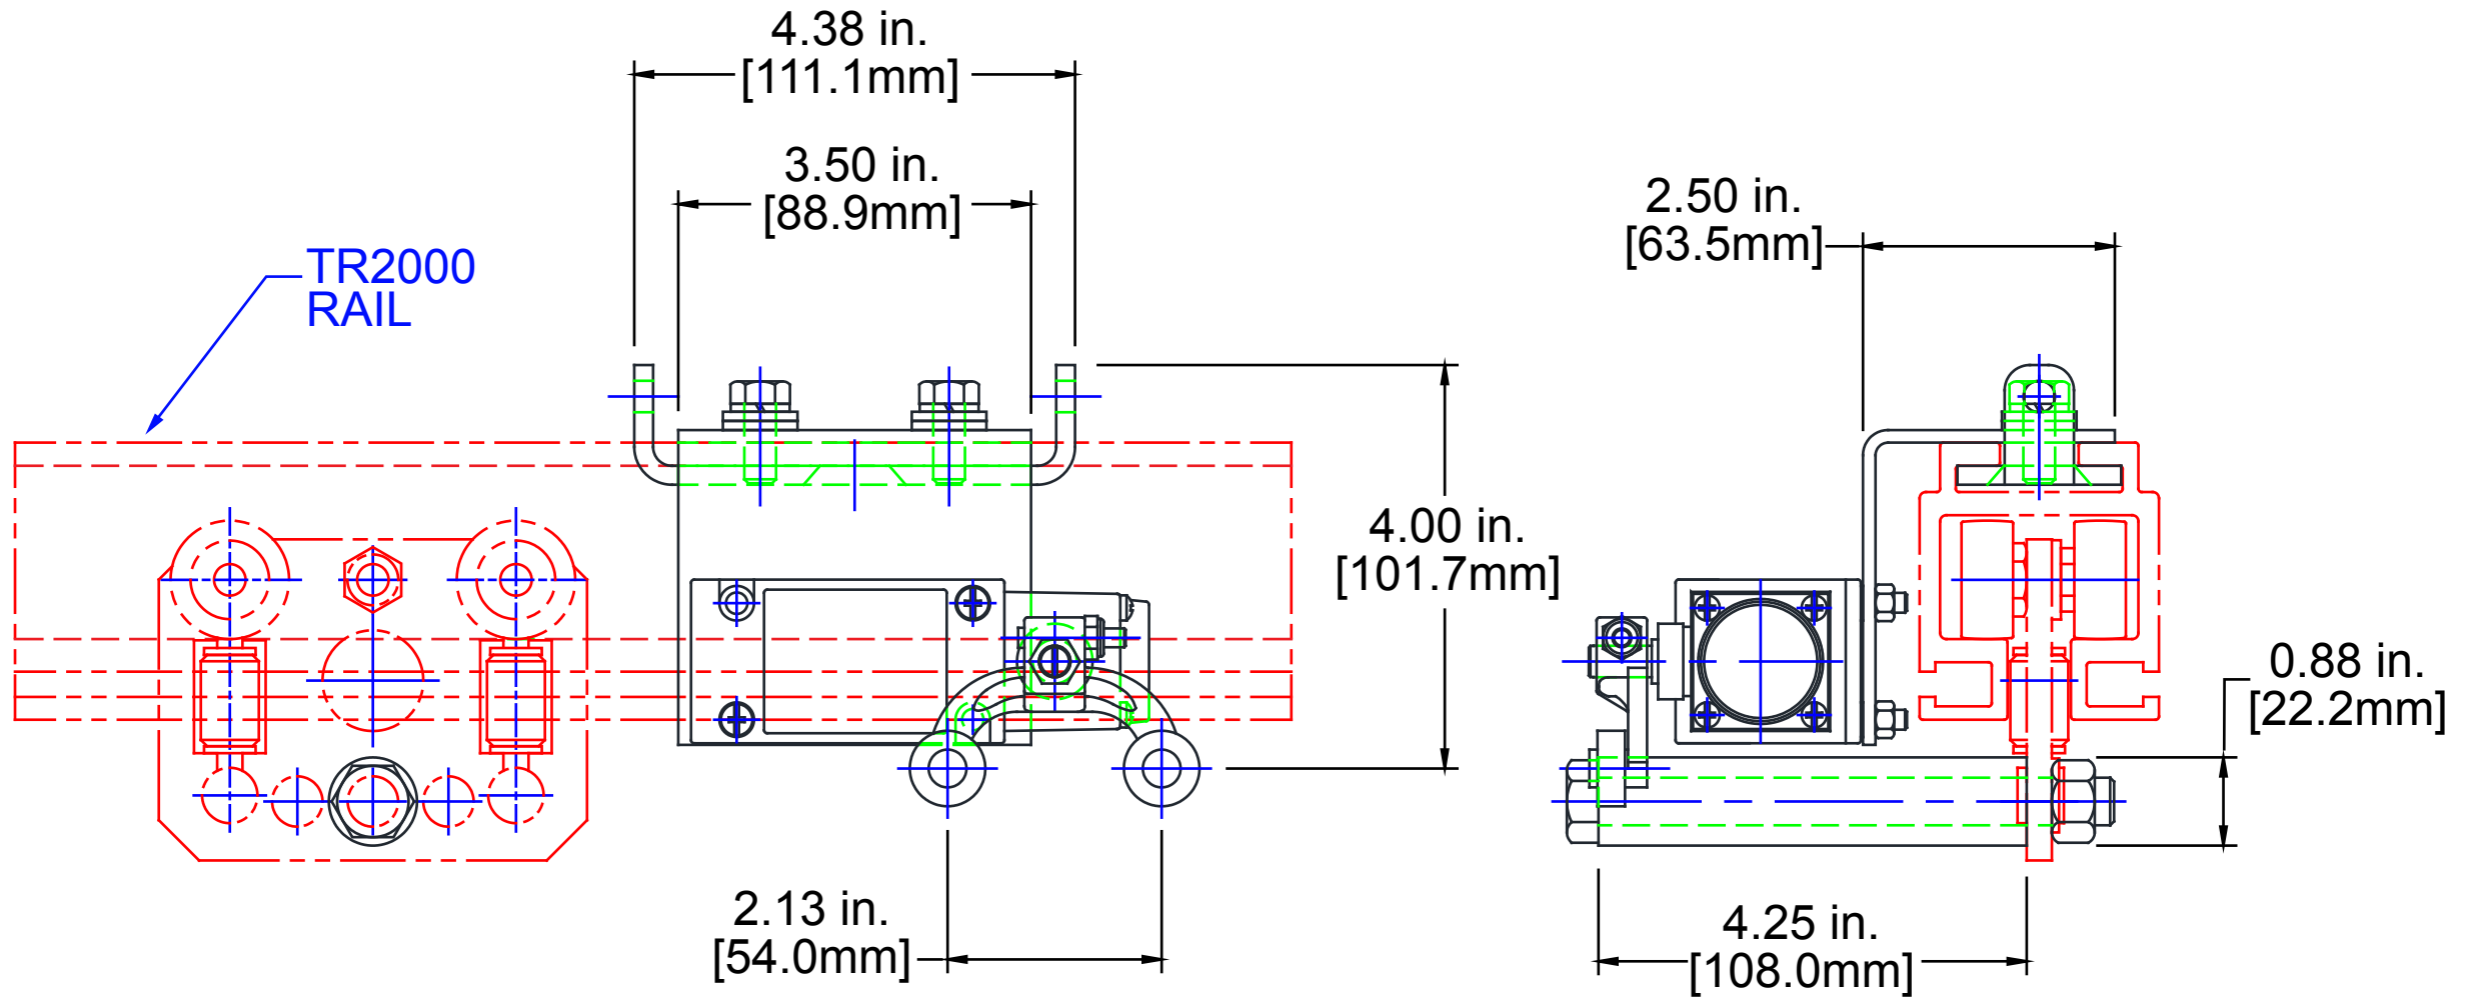 4.38 in.
[111.1mm]
3.50 in.
[88.9mm]
2.50 in.
[63.5mm]
TR2000
RAIL
4.00 in.
[101.7mm]
0.88 in.
[22.2mm]
2.13 in.
[54.0mm]
4.25 in.
[108.0mm]